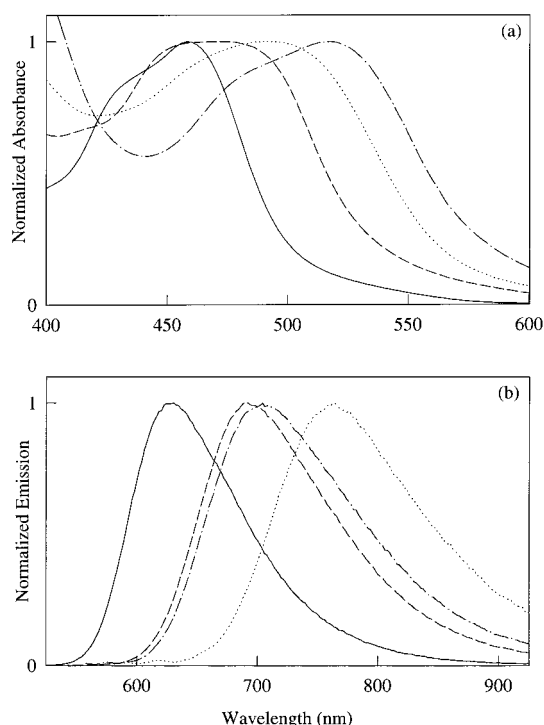 (a)
1
Normalized Absorbance
0
400 450 500 550 600
(b)
1
Normalized Emission
0
600 700 800 900
Wavelength (nm)